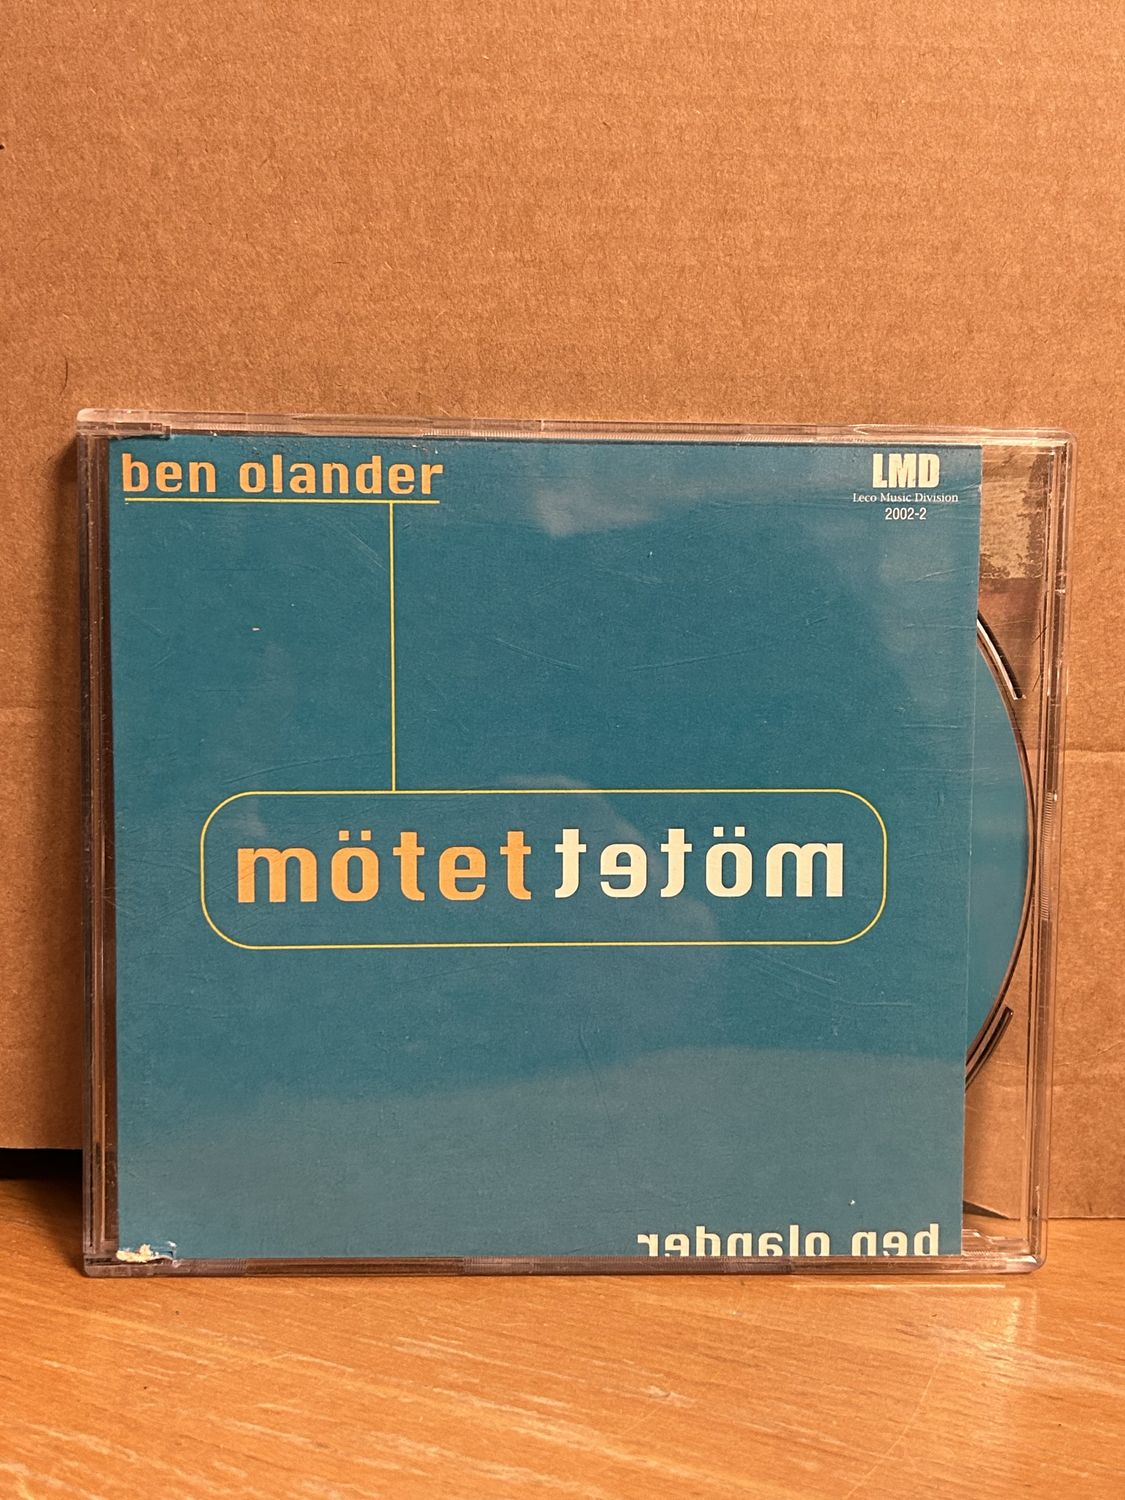 ben olander
LMD
Leco Music Division
2002-2
mötet mötet
ben olander